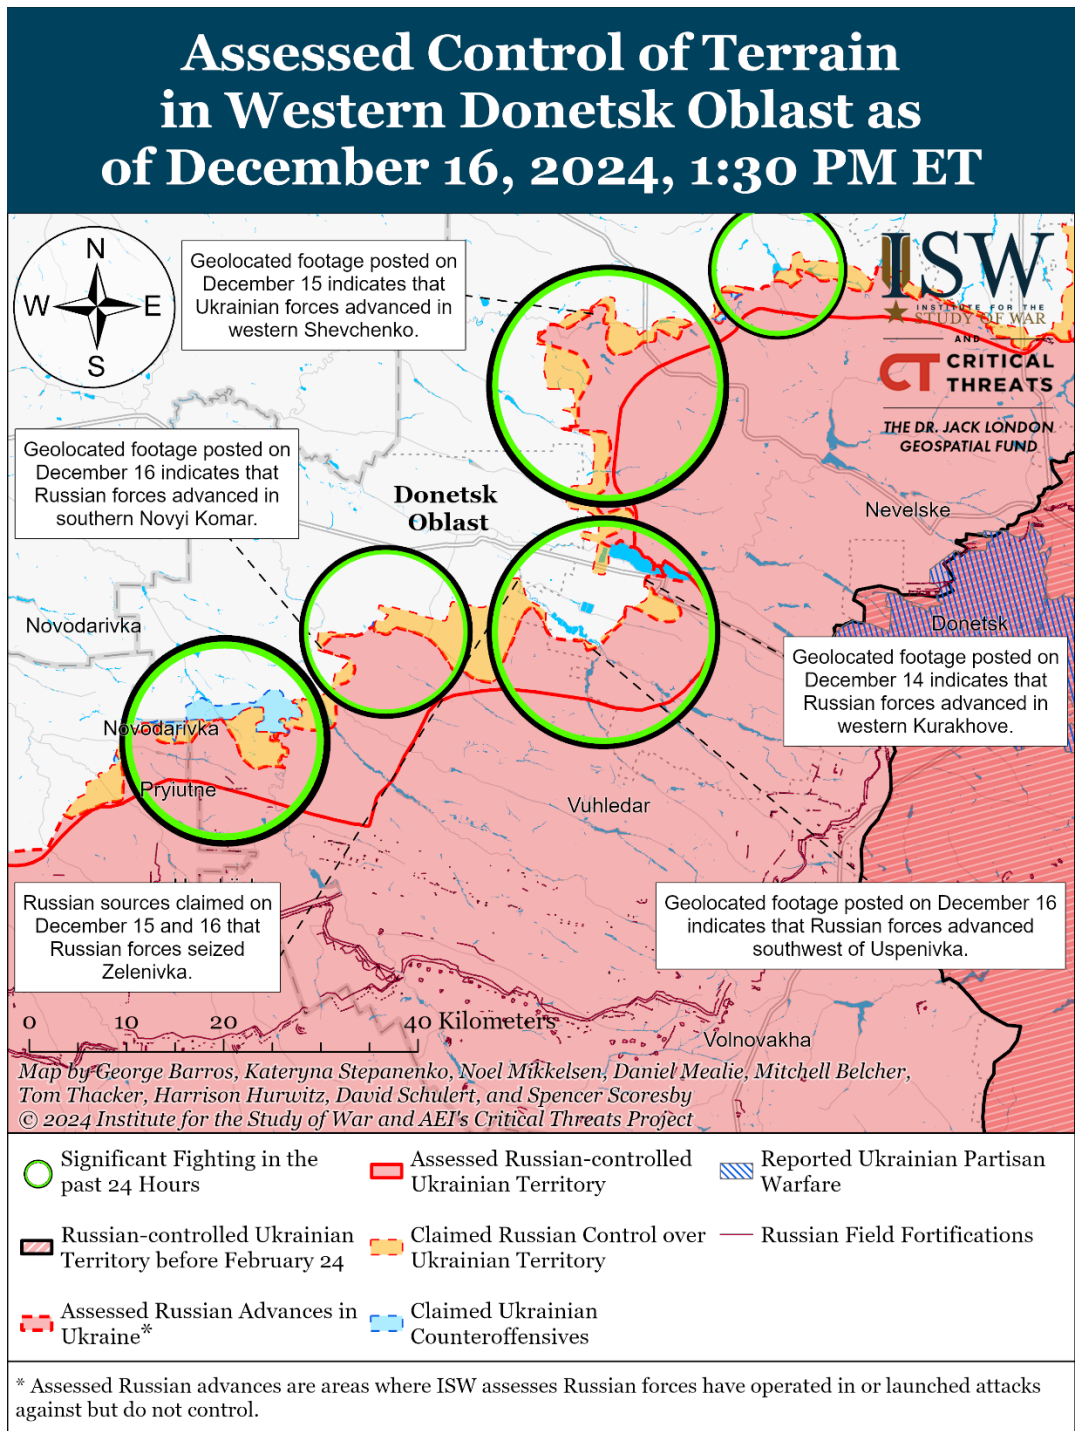 Assessed Control of Terrain
in Western Donetsk Oblast as
of December 16, 2024, 1:30 PM ET
N
W
E
S
Geolocated footage posted on
December 15 indicates that
Ukrainian forces advanced in
western Shevchenko.
ISW
INSTITUTE FOR THE
STUDY OF WAR
AND
CT CRITICAL
THREATS
THE DR. JACK LONDON
GEOSPATIAL FUND
Geolocated footage posted on
December 16 indicates that
Russian forces advanced in
southern Novyi Komar.
Donetsk
Oblast
Nevelske
Novodarivka
Donetsk
Geolocated footage posted on
December 14 indicates that
Russian forces advanced in
western Kurakhove.
Novodarivka
Pryiutne
Vuhledar
Russian sources claimed on
December 15 and 16 that
Russian forces seized
Zelenivka.
Geolocated footage posted on December 16
indicates that Russian forces advanced
southwest of Uspenivka.
0 10 20 40 Kilometers
Volnovakha
Map by George Barros, Kateryna Stepanenko, Noel Mikkelsen, Daniel Mealie, Mitchell Belcher,
Tom Thacker, Harrison Hurwitz, David Schulert, and Spencer Scoresby
© 2024 Institute for the Study of War and AEI's Critical Threats Project
Significant Fighting in the
past 24 Hours
Assessed Russian-controlled
Ukrainian Territory
Reported Ukrainian Partisan
Warfare
Russian-controlled Ukrainian
Territory before February 24
Claimed Russian Control over
Ukrainian Territory
Russian Field Fortifications
Assessed Russian Advances in
Ukraine*
Claimed Ukrainian
Counteroffensives
* Assessed Russian advances are areas where ISW assesses Russian forces have operated in or launched attacks
against but do not control.